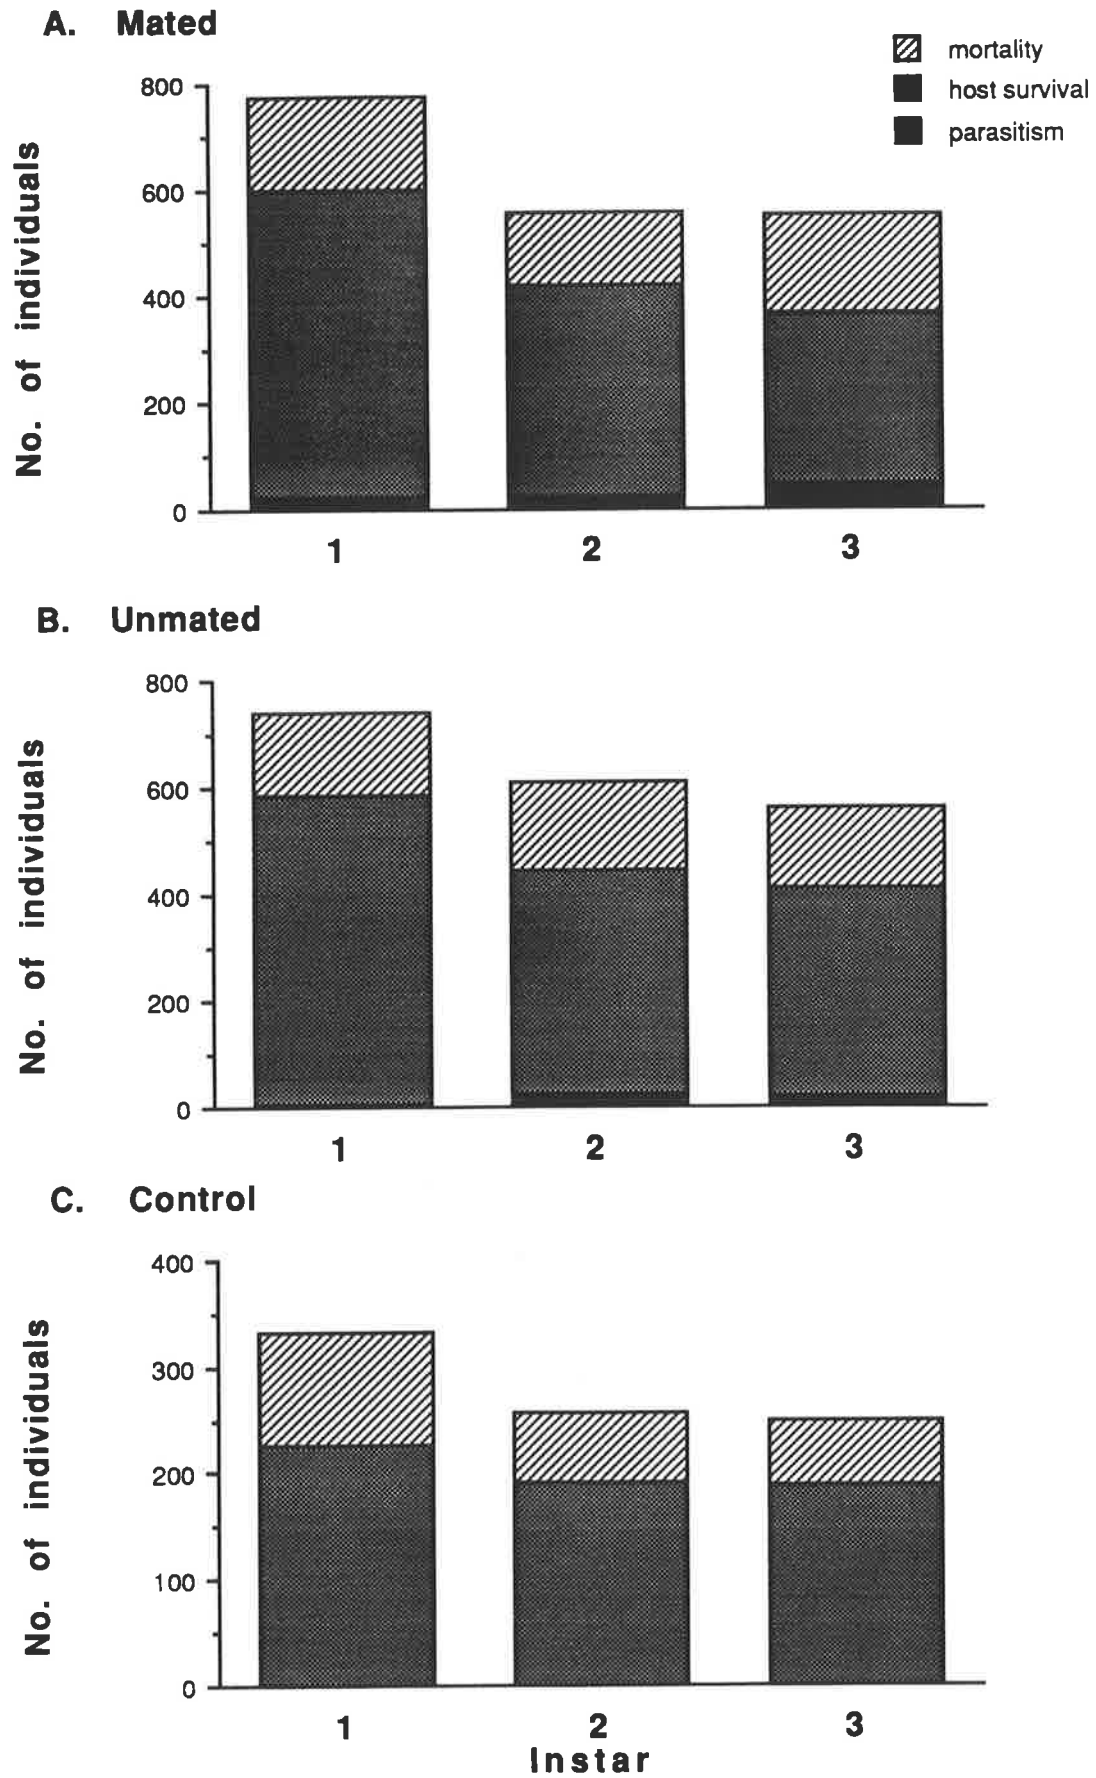 A. Mated
mortality
host survival
parasitism
No. of individuals
800
600
400
200
0
1 2 3
B. Unmated
No. of individuals
800
600
400
200
0
1 2 3
C. Control
No. of individuals
400
300
200
100
0
1 2 3
Instar